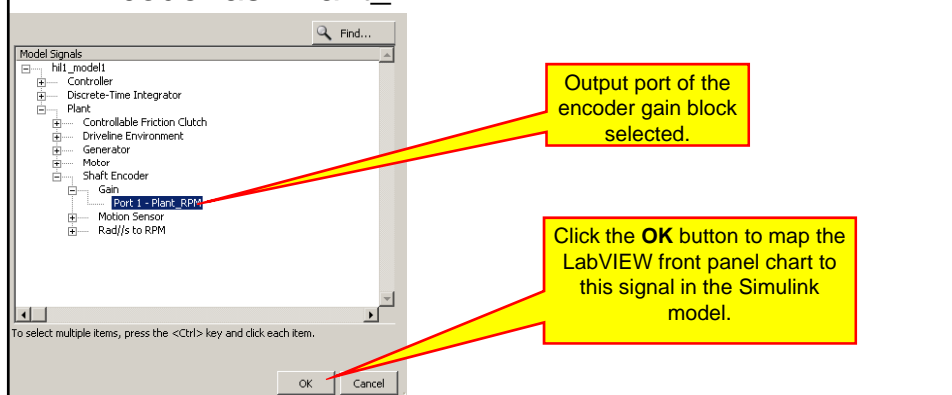 Find...
Model Signals
hil1_model1
Controller
Discrete-Time Integrator
Plant
Controllable Friction Clutch
Driveline Environment
Generator
Motor
Shaft Encoder
Gain
Port 1 - Plant_RPM
Motion Sensor
Rad//s to RPM
To select multiple items, press the <Ctrl> key and click each item.
OK
Cancel
Output port of the
encoder gain block
selected.
Click the OK button to map the
LabVIEW front panel chart to
this signal in the Simulink
model.